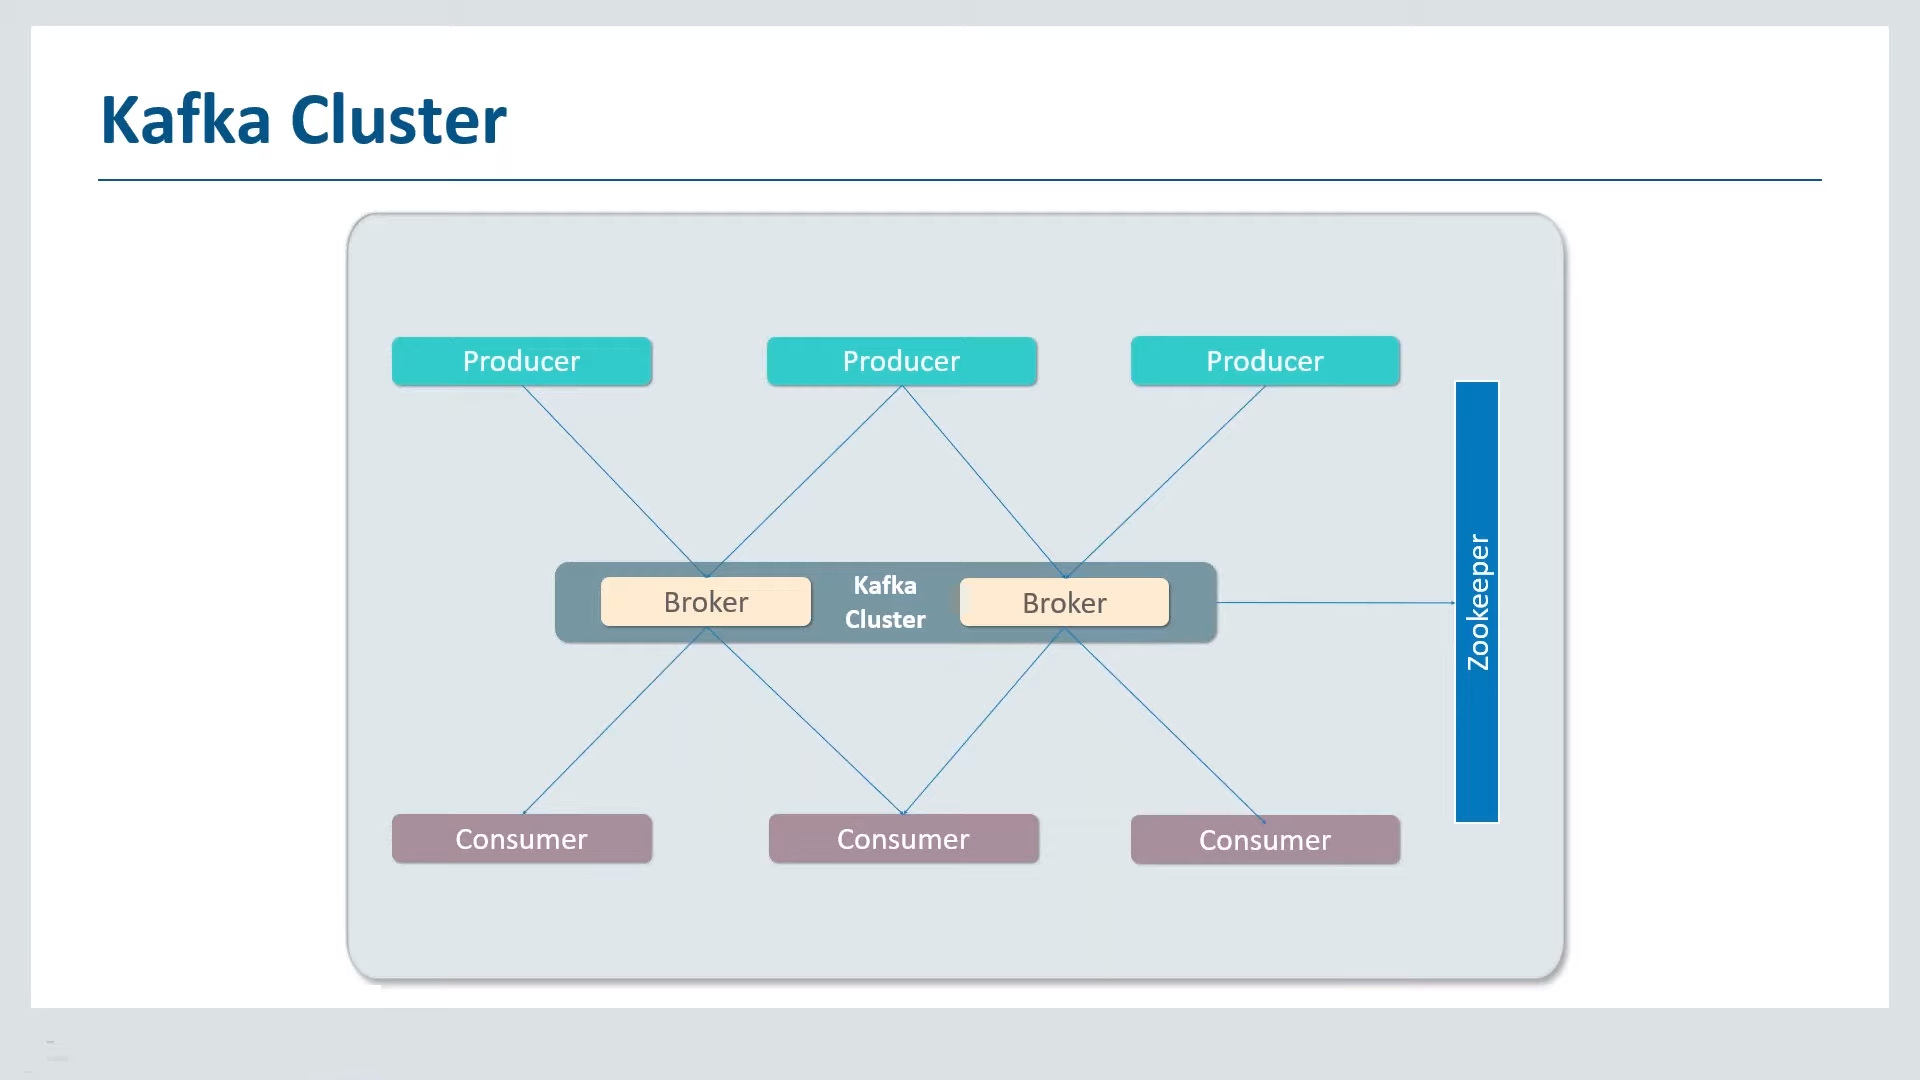 Kafka Cluster
Producer
Producer
Producer
Broker
Kafka
Cluster
Broker
Zookeeper
Consumer
Consumer
Consumer